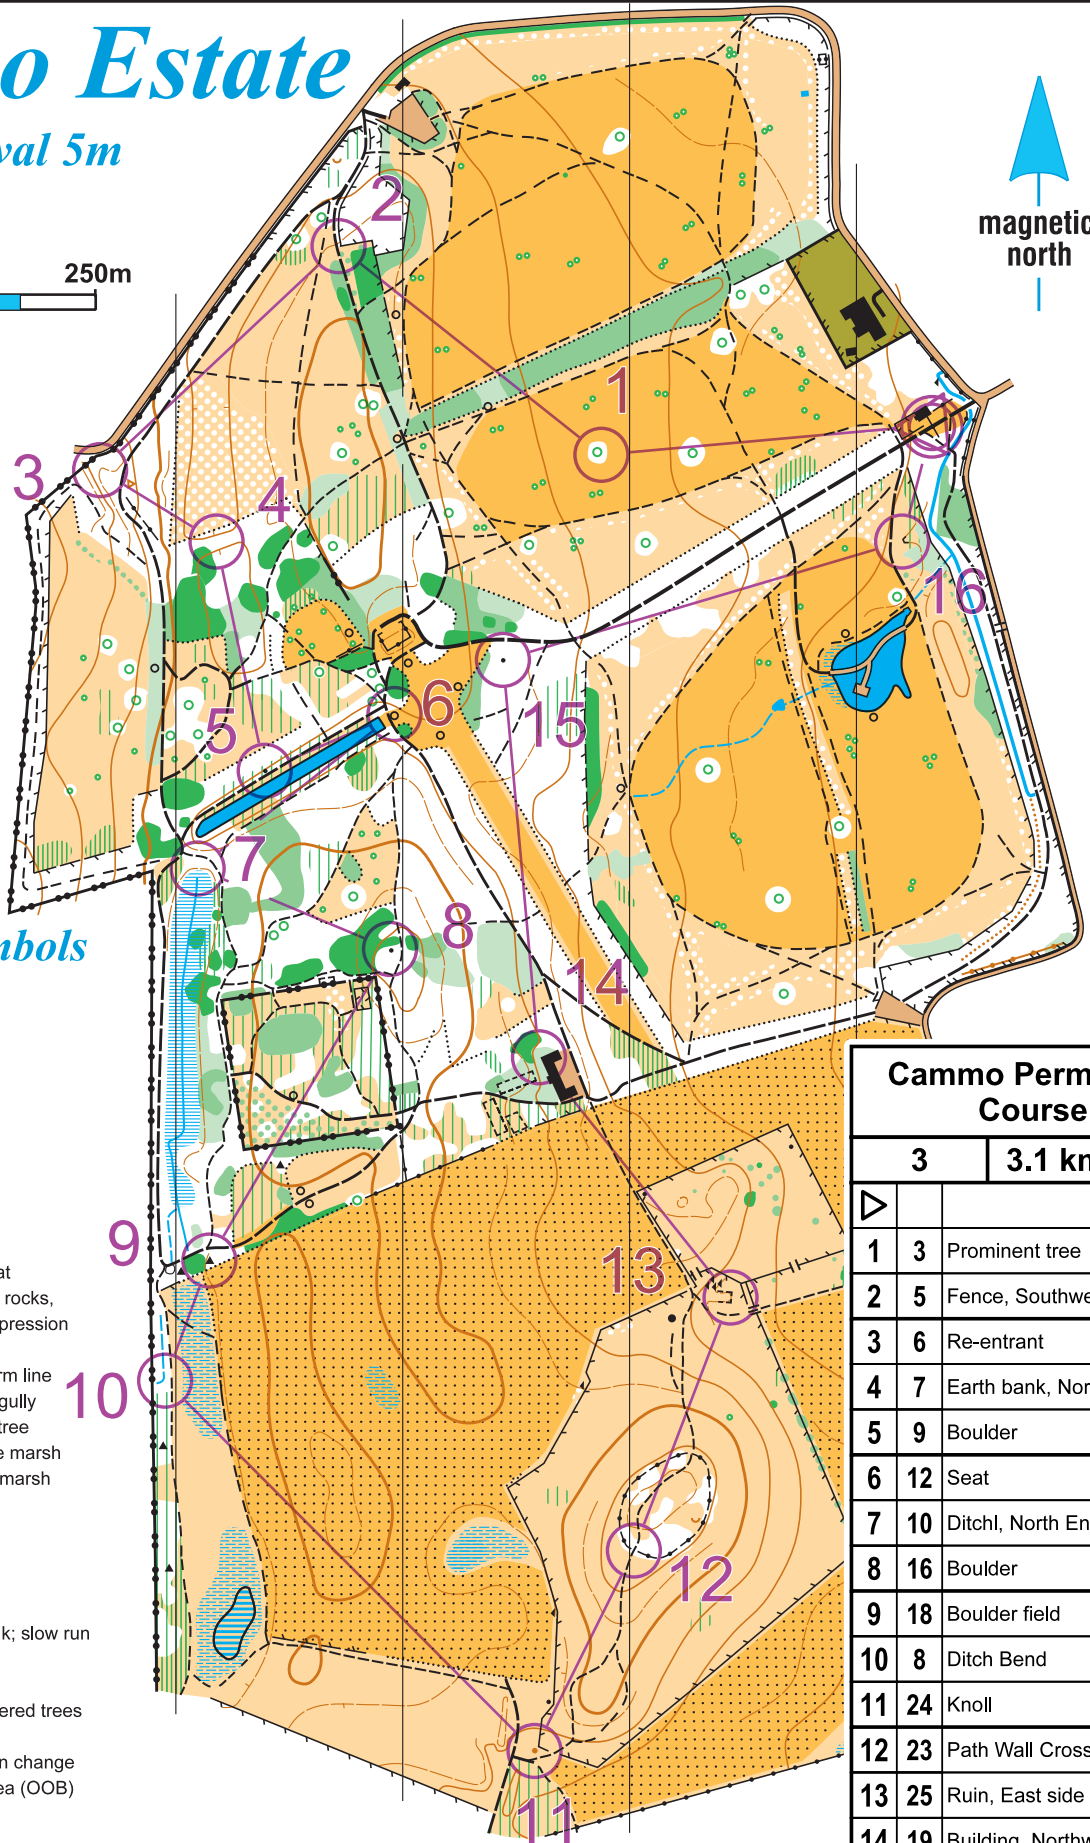 o Estate
val 5m
250m
magnetic
north
2
1
3
4
16
6
5
15
7
8
mbols
14
9
13
10
12
11
at
rocks,
pression
rm line
gully
tree
e marsh
marsh
k; slow run
ered trees
n change
ea (OOB)
Cammo Perm
Course
3 3.1 km
1 3 Prominent tree
2 5 Fence, Southwe
3 6 Re-entrant
4 7 Earth bank, Nor
5 9 Boulder
6 12 Seat
7 10 Ditchl, North En
8 16 Boulder
9 18 Boulder field
10 8 Ditch Bend
11 24 Knoll
12 23 Path Wall Cross
13 25 Ruin, East side
14 19 Building, Northw